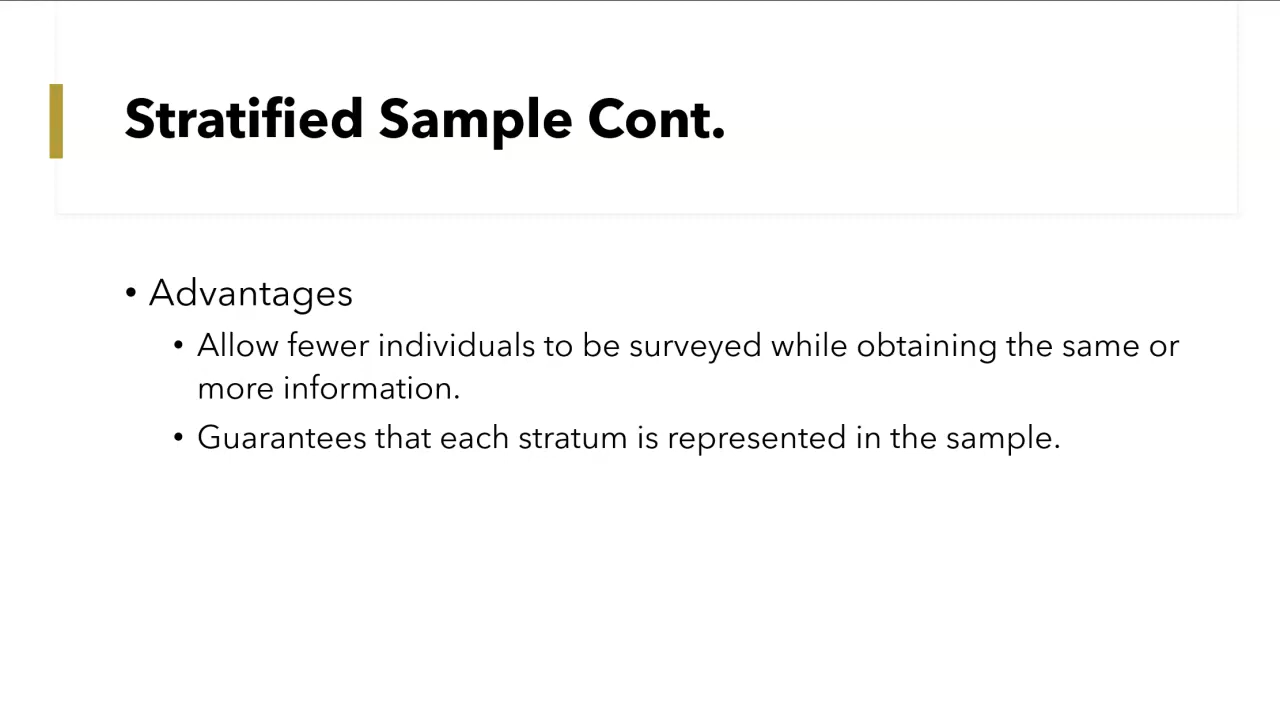 Stratified Sample Cont.
• Advantages
• Allow fewer individuals to be surveyed while obtaining the same or
more information.
• Guarantees that each stratum is represented in the sample.